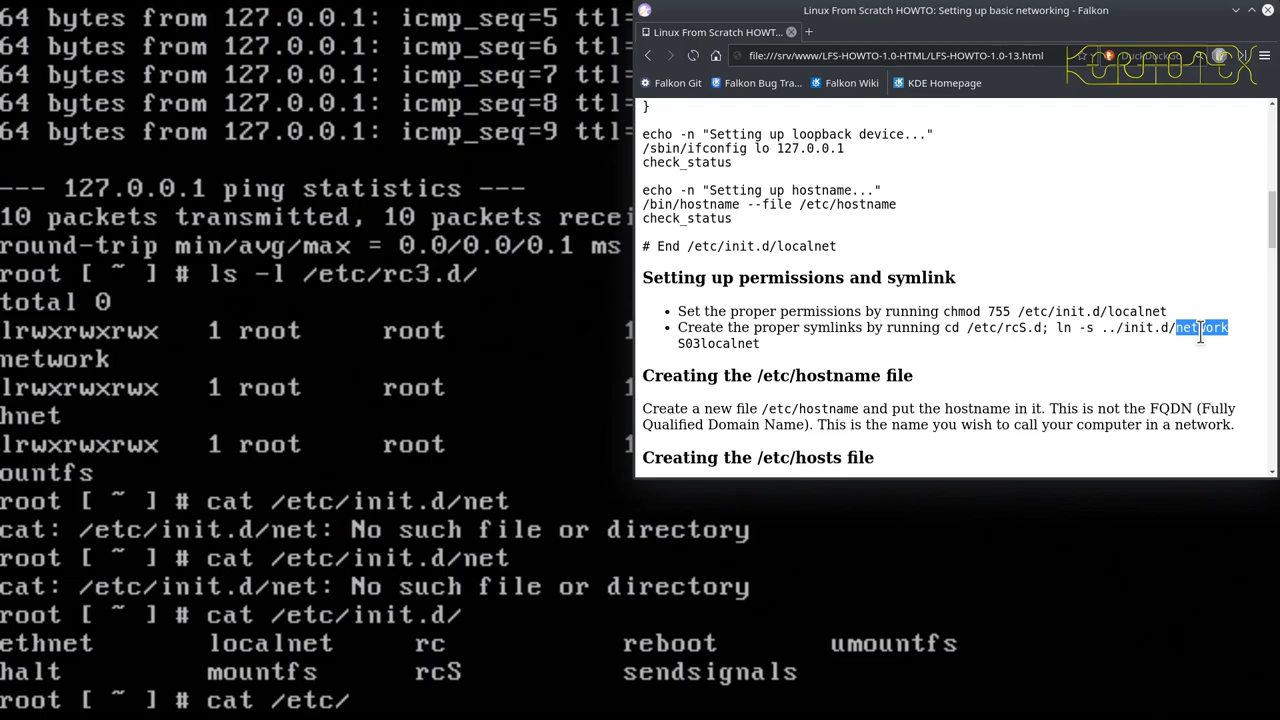 64 bytes from 127.0.0.1: icmp_seq=5 ttl=
64 bytes from 127.0.0.1: icmp_seq=6 ttl=
64 bytes from 127.0.0.1: icmp_seq=7 ttl=
64 bytes from 127.0.0.1: icmp_seq=8 ttl=
64 bytes from 127.0.0.1: icmp_seq=9 ttl=
--- 127.0.0.1 ping statistics ---
10 packets transmitted, 10 packets rece
round-trip min/avg/max = 0.0/0.0/0.1 ms
root [ ~ ] # ls -l /etc/rc3.d/
total 0
lrwxrwxrwx 1 root root
network
lrwxrwxrwx 1 root root
hnet
lrwxrwxrwx 1 root root
ountfs
root [ ~ ] # cat /etc/init.d/net
cat: /etc/init.d/net: No such file or directory
root [ ~ ] # cat /etc/init.d/net
cat: /etc/init.d/net: No such file or directory
root [ ~ ] # cat /etc/init.d/
ethnet localnet rc reboot umountfs
halt mountfs rcS sendsignals
root [ ~ ] # cat /etc/
Linux From Scratch HOWTO: Setting up basic networking - Falkon
Linux From Scratch HOWT...
file:///srv/www/LFS-HOWTO-1.0-HTML/LFS-HOWTO-1.0-13.html
Falkon Git Falkon Bug Tra... Falkon Wiki KDE Homepage
}
echo -n "Setting up loopback device..."
/sbin/ifconfig lo 127.0.0.1
check_status
echo -n "Setting up hostname..."
/bin/hostname --file /etc/hostname
check_status
# End /etc/init.d/localnet
Setting up permissions and symlink
• Set the proper permissions by running chmod 755 /etc/init.d/localnet
• Create the proper symlinks by running cd /etc/rcS.d; ln -s ../init.d/network
S03localnet
Creating the /etc/hostname file
Create a new file /etc/hostname and put the hostname in it. This is not the FQDN (Fully
Qualified Domain Name). This is the name you wish to call your computer in a network.
Creating the /etc/hosts file